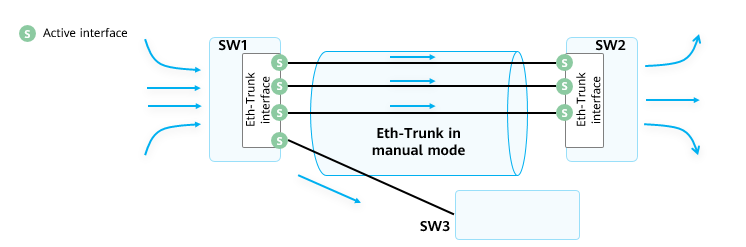 S Active interface
SW1
SW2
S
S
S
S
Eth-Trunk
interface
S
S
S
Eth-Trunk
interface
Eth-Trunk in
manual mode
SW3